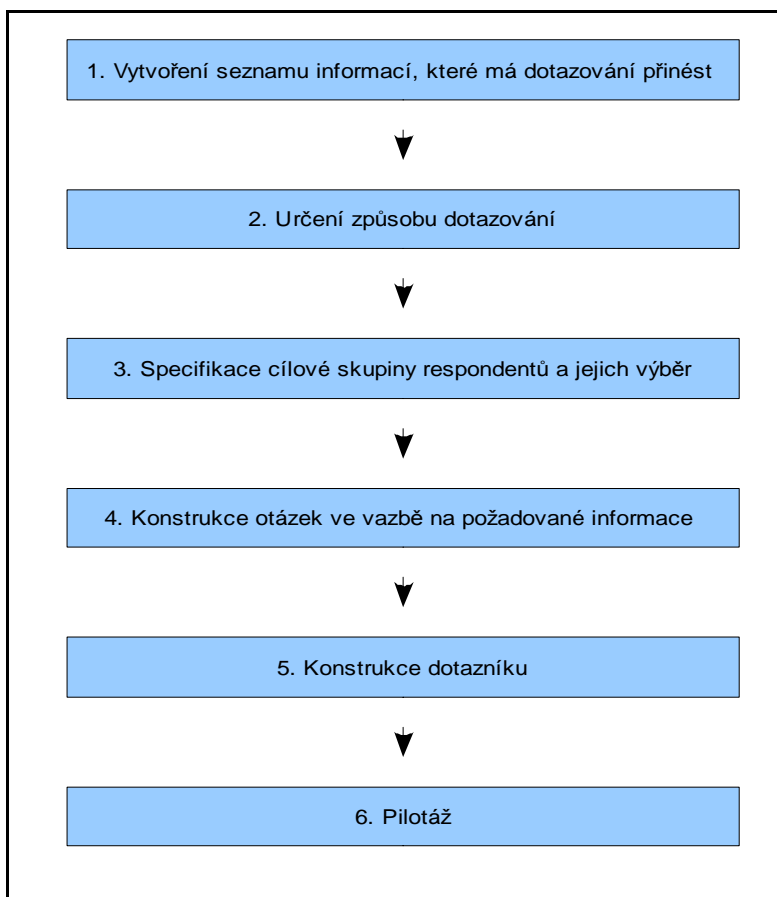 1. Vytvoření seznamu informací, které má dotazování přinést
2. Určení způsobu dotazování
3. Specifikace cílové skupiny respondentů a jejich výběr
4. Konstrukce otázek ve vazbě na požadované informace
5. Konstrukce dotazníku
6. Pilotáž